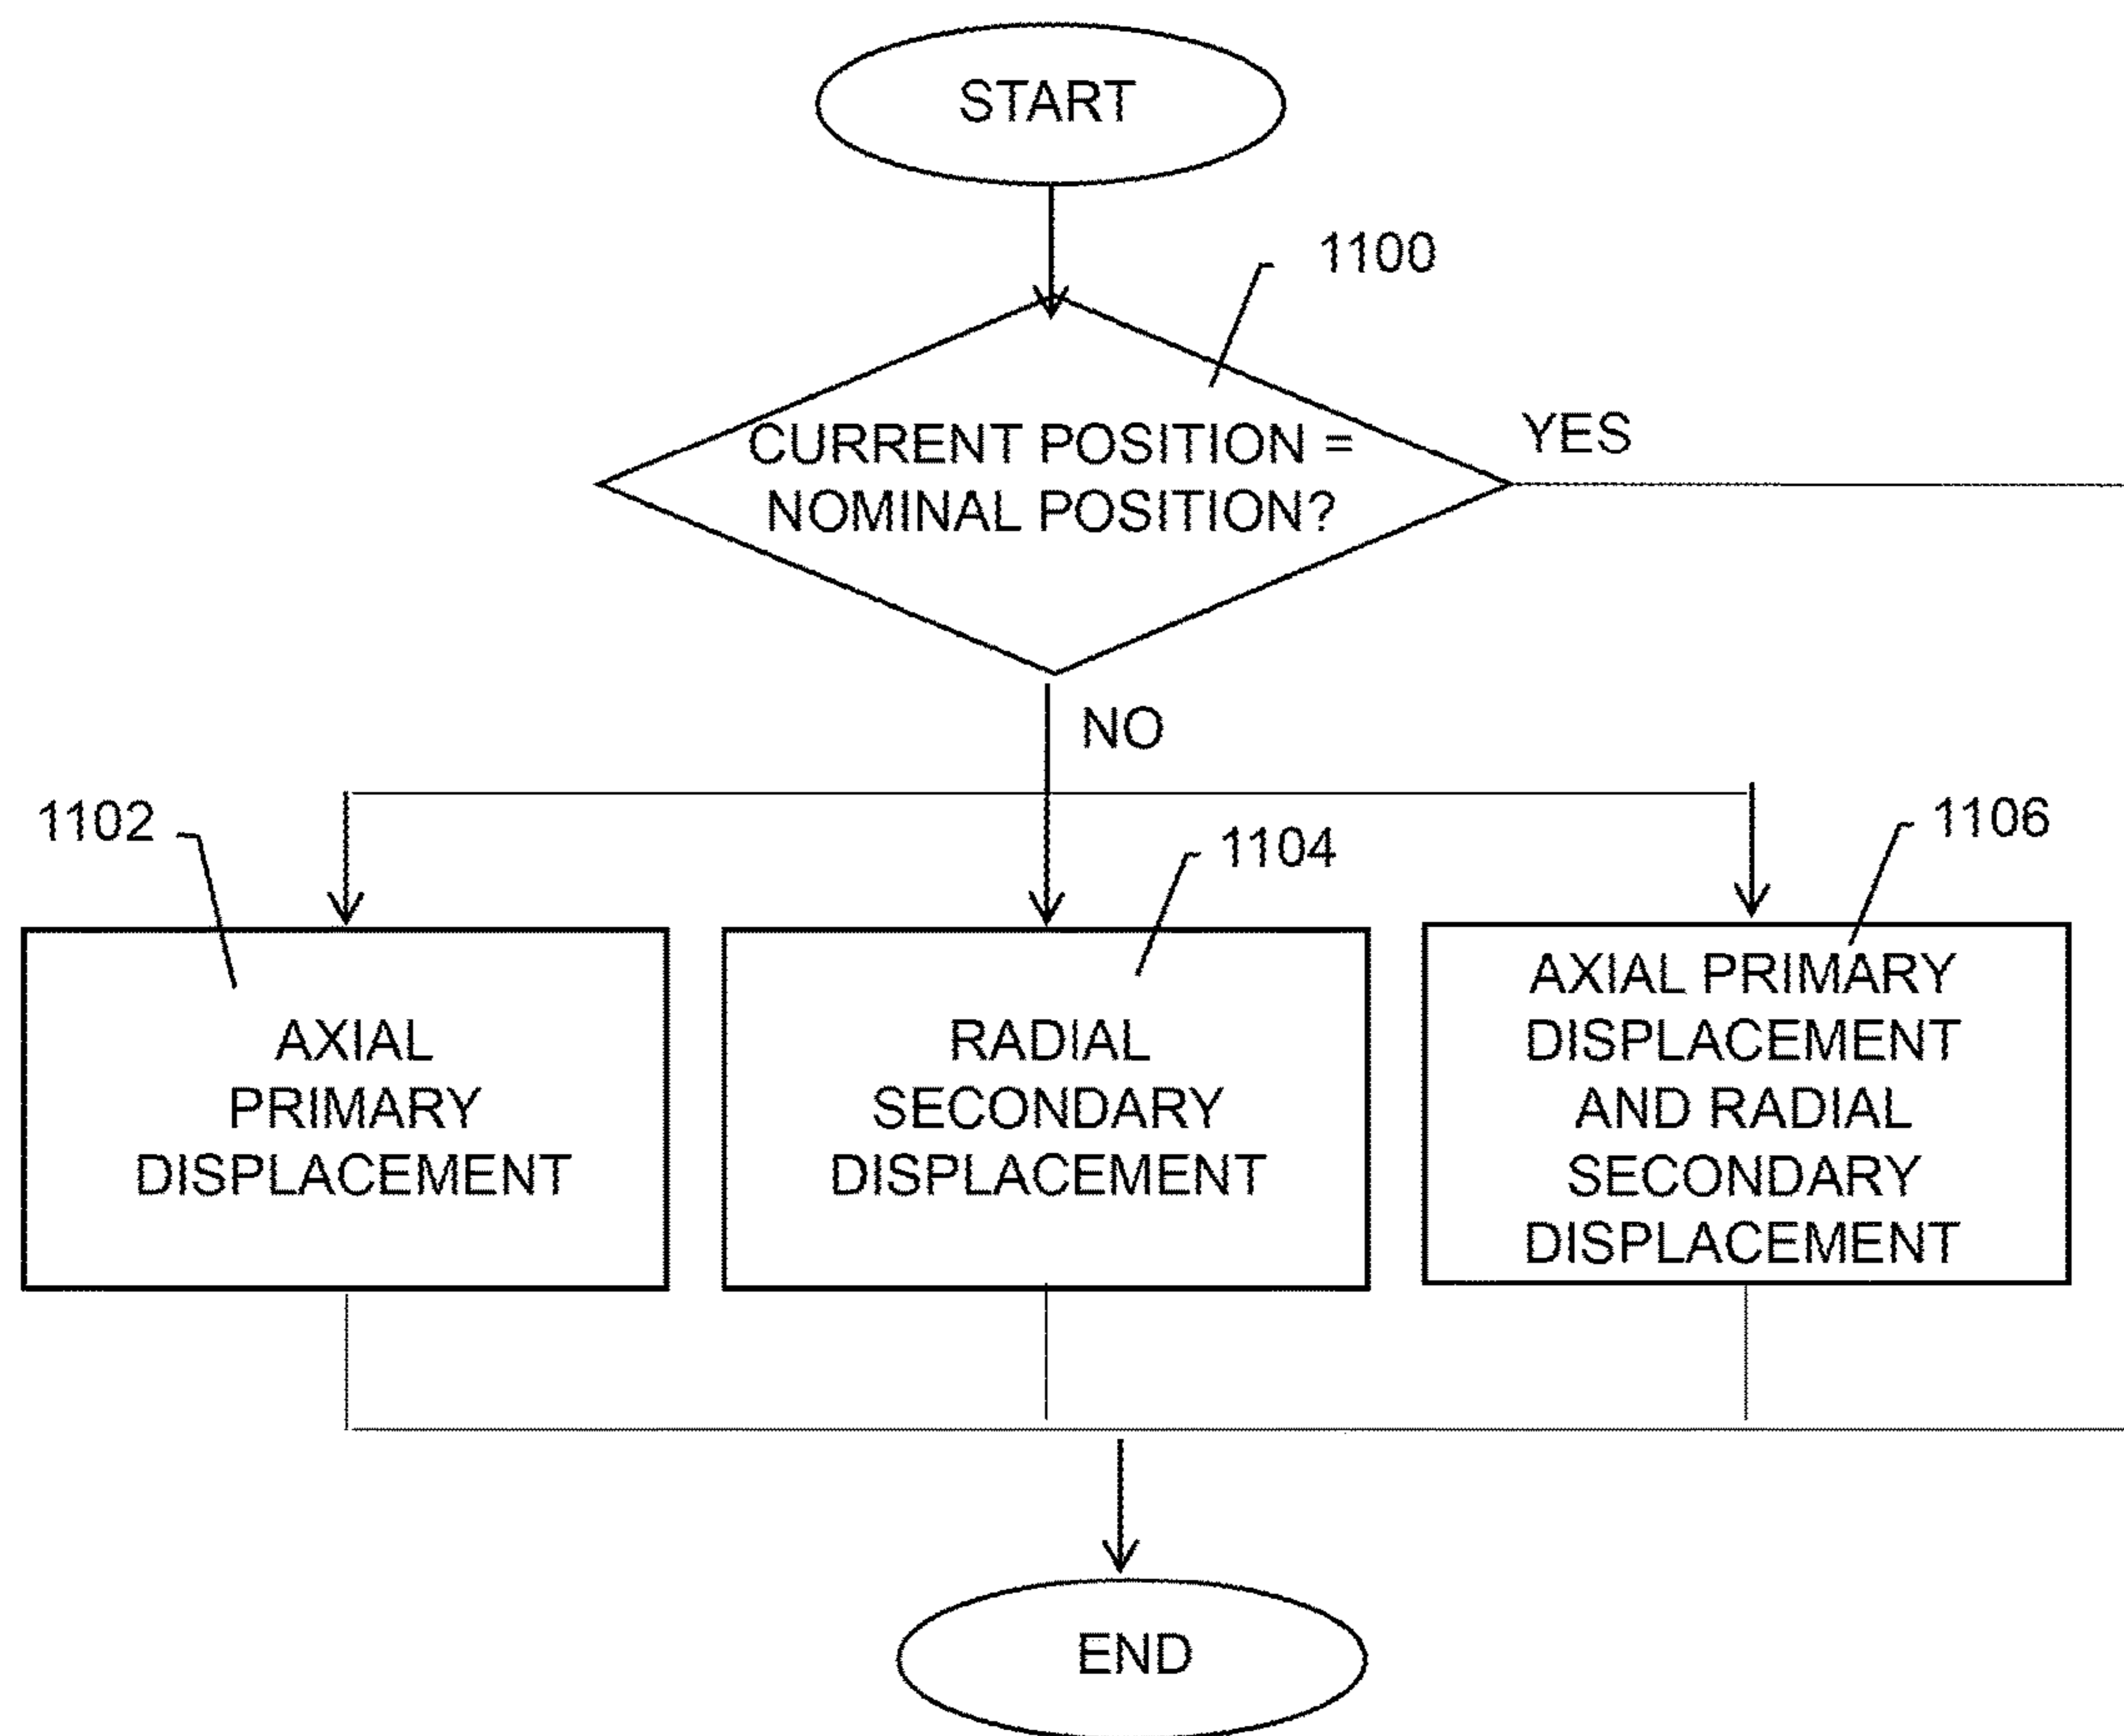 START
1100
CURRENT POSITION =
NOMINAL POSITION?
YES
NO
1102
1104
1106
AXIAL
PRIMARY
DISPLACEMENT
RADIAL
SECONDARY
DISPLACEMENT
AXIAL PRIMARY
DISPLACEMENT
AND RADIAL
SECONDARY
DISPLACEMENT
END